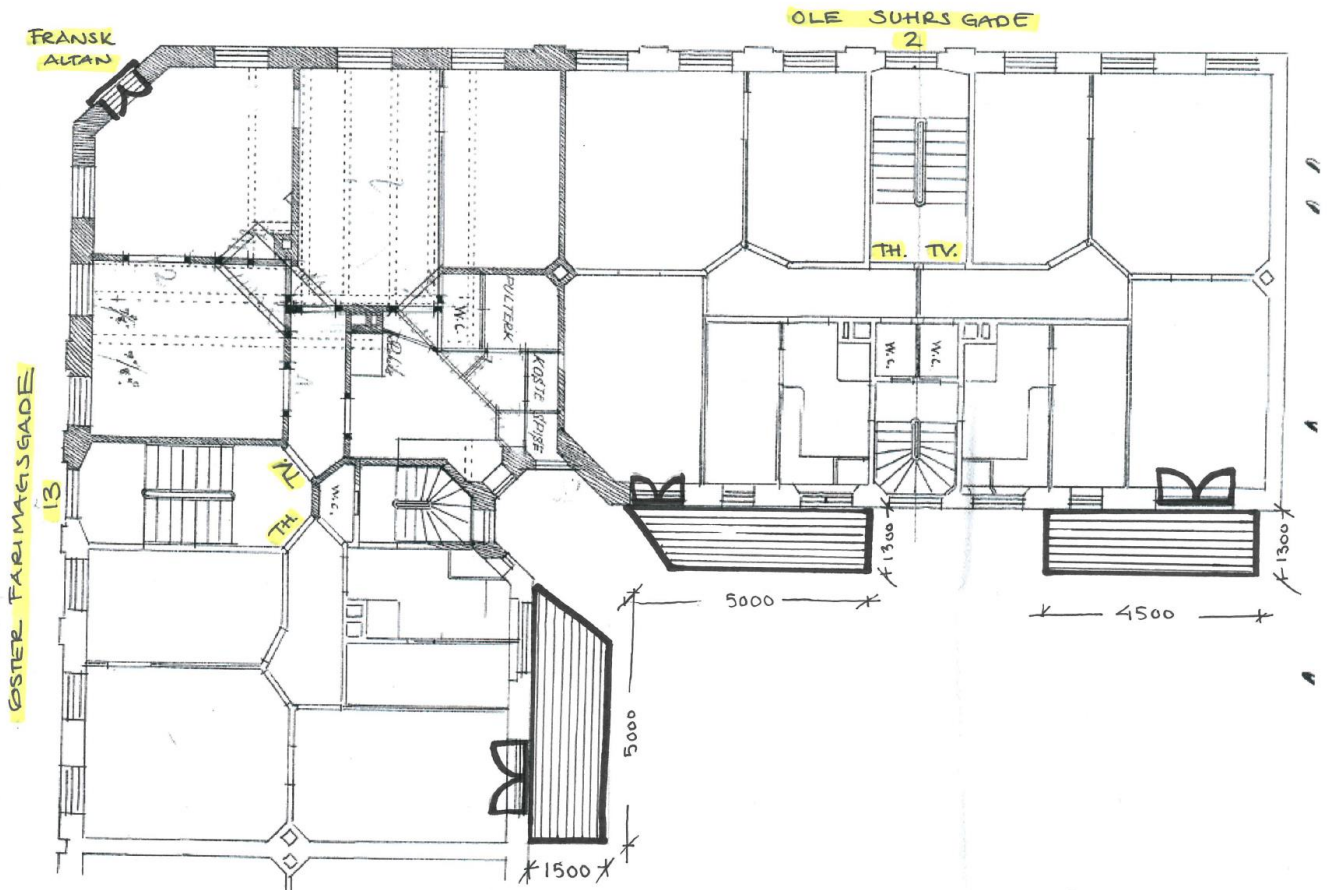 OLE SUHRS GADE
2
FRANSK
ALTAN
TH. TV.
W.C.
PULTERK
KOSTE
SPISE
W.C.
W.C.
ØSTER FARIMAGSGADE
13
TV.
TH.
W.C.
1300
5000
1300
4500
5000
1500